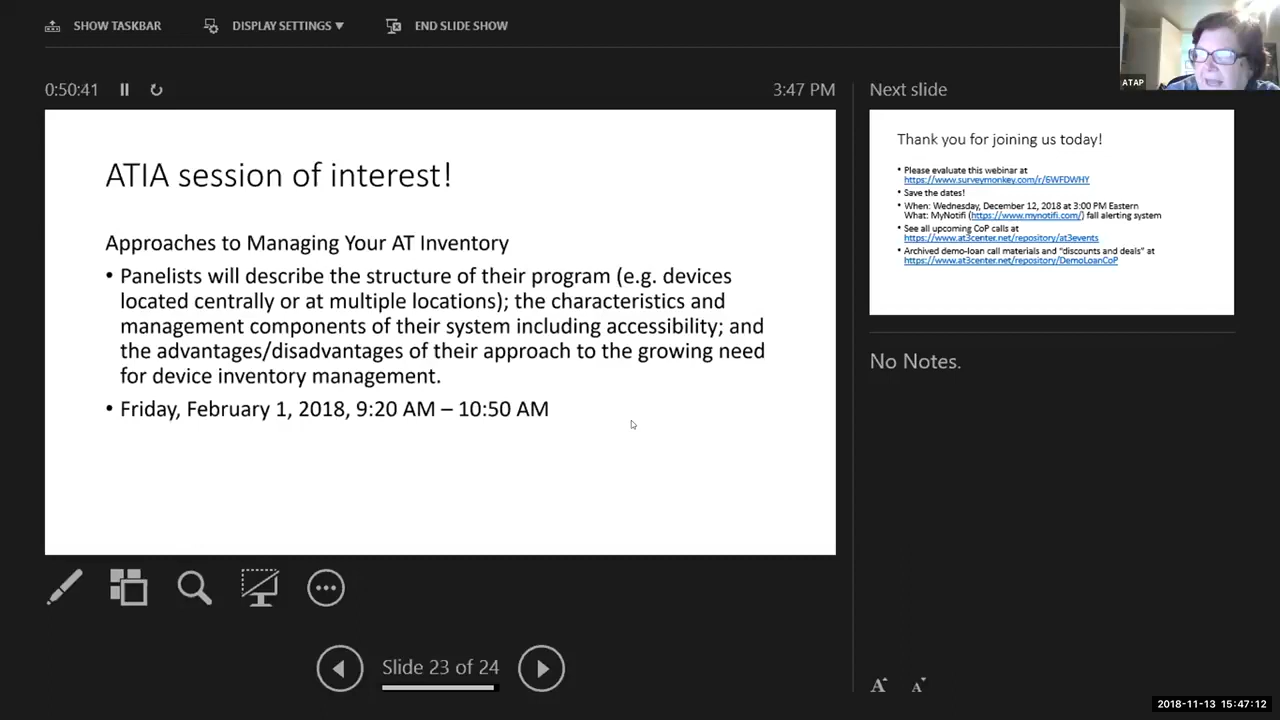 SHOW TASKBAR
DISPLAY SETTINGS ▼
END SLIDE SHOW
ATAP
0:50:41
3:47 PM
ATIA session of interest!
Approaches to Managing Your AT Inventory
• Panelists will describe the structure of their program (e.g. devices
located centrally or at multiple locations); the characteristics and
management components of their system including accessibility; and
the advantages/disadvantages of their approach to the growing need
for device inventory management.
• Friday, February 1, 2018, 9:20 AM – 10:50 AM
Slide 23 of 24
Next slide
Thank you for joining us today!
• Please evaluate this webinar at
https://www.surveymonkey.com/r/6WFDWHY
• Save the dates!
• When: Wednesday, December 12, 2018 at 3:00 PM Eastern
What: MyNotifi (https://www.mynotifi.com/) fall alerting system
• See all upcoming CoP calls at
https://www.at3center.net/repository/at3events
• Archived demo-loan call materials and "discounts and deals" at
https://www.at3center.net/repository/DemoLoanCoP
No Notes.
A A
2018-11-13 15:47:12